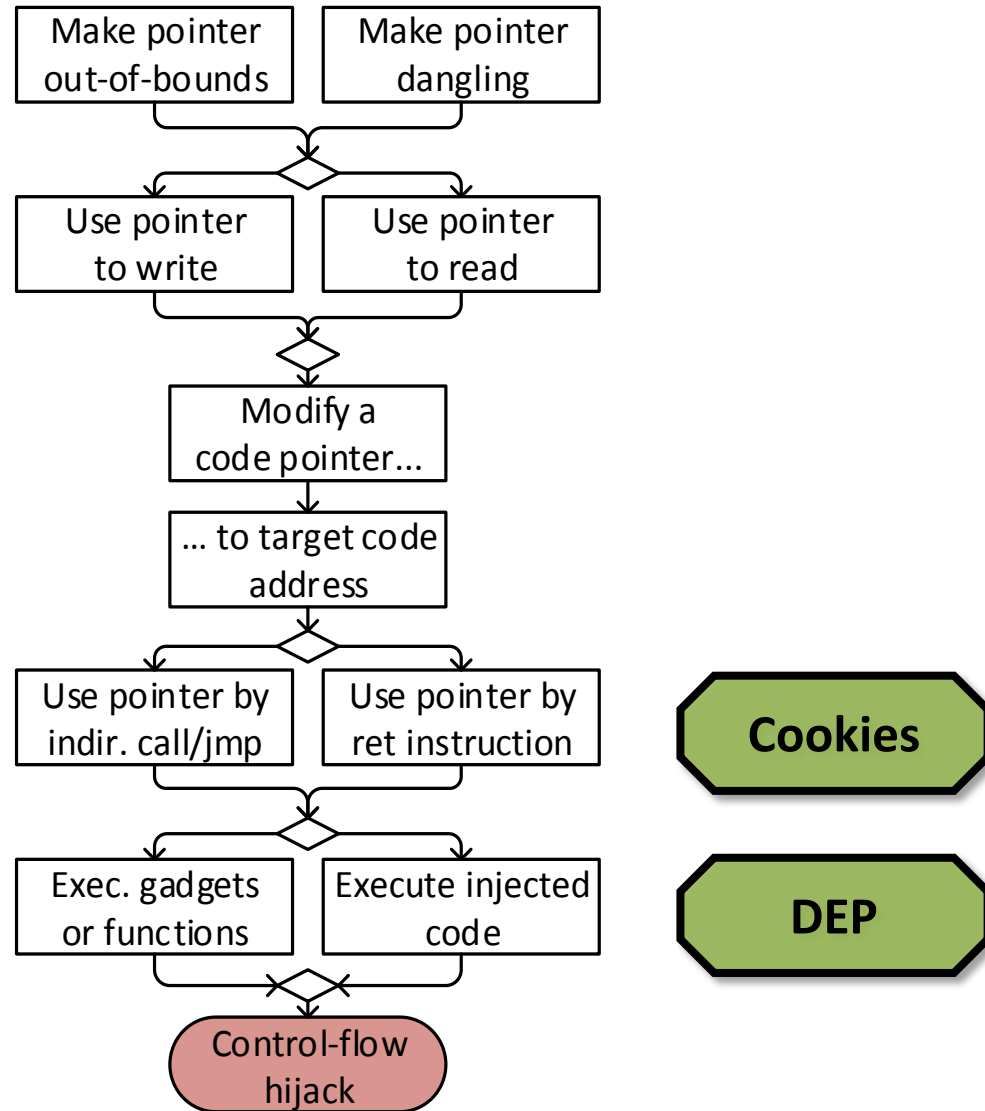 Make pointer
out-of-bounds
Make pointer
dangling
Use pointer
to write
Use pointer
to read
Modify a
code pointer...
... to target code
address
Use pointer by
indir. call/jmp
Use pointer by
ret instruction
Cookies
Exec. gadgets
or functions
Execute injected
code
DEP
Control-flow
hijack